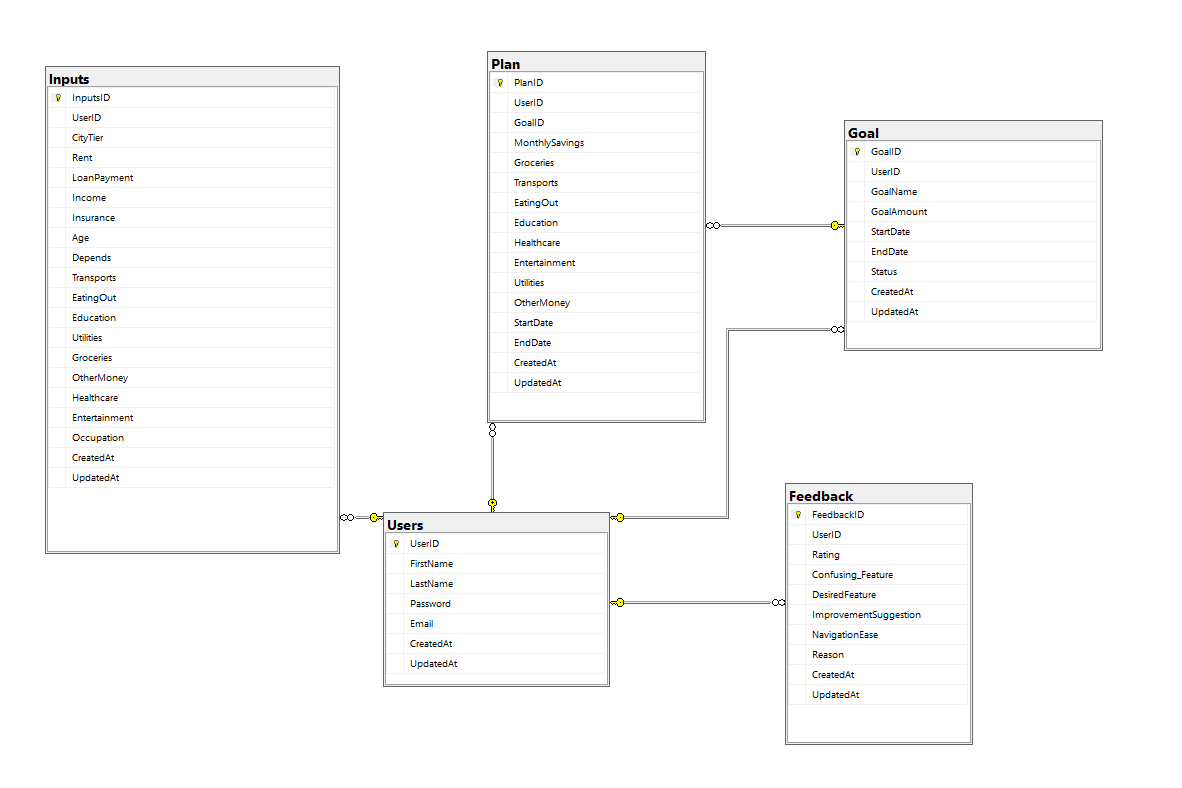 Inputs
InputsID
UserID
CityTier
Rent
LoanPayment
Income
Insurance
Age
Depends
Transports
EatingOut
Education
Utilities
Groceries
OtherMoney
Healthcare
Entertainment
Occupation
CreatedAt
UpdatedAt
Plan
PlanID
UserID
GoalID
MonthlySavings
Groceries
Transports
EatingOut
Education
Healthcare
Entertainment
Utilities
OtherMoney
StartDate
EndDate
CreatedAt
UpdatedAt
Goal
GoalID
UserID
GoalName
GoalAmount
StartDate
EndDate
Status
CreatedAt
UpdatedAt
Users
UserID
FirstName
LastName
Password
Email
CreatedAt
UpdatedAt
Feedback
FeedbackID
UserID
Rating
Confusing_Feature
DesiredFeature
ImprovementSuggestion
NavigationEase
Reason
CreatedAt
UpdatedAt